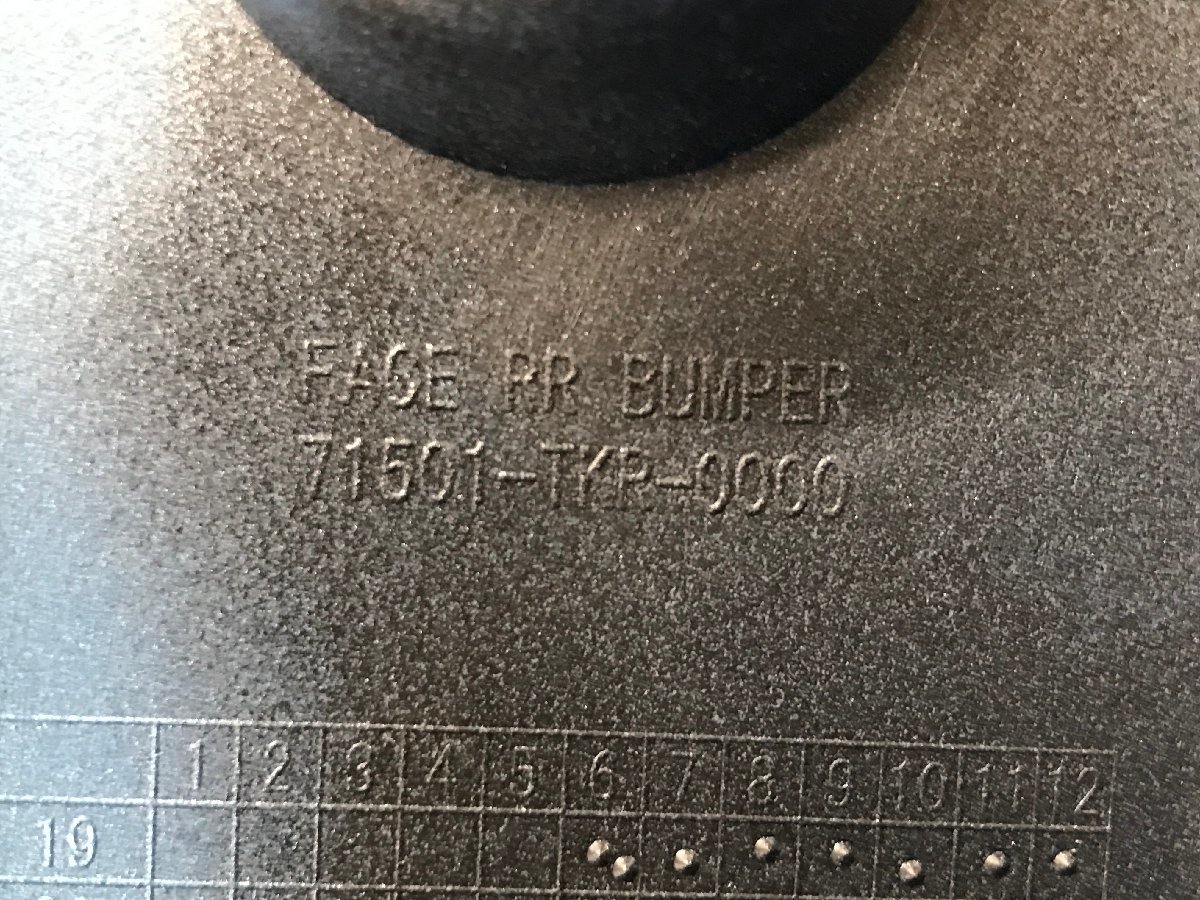 FACE RR BUMPER
71501-TKR-0000
1 2 3 4 5 6 7 8 9 10 11 12
19